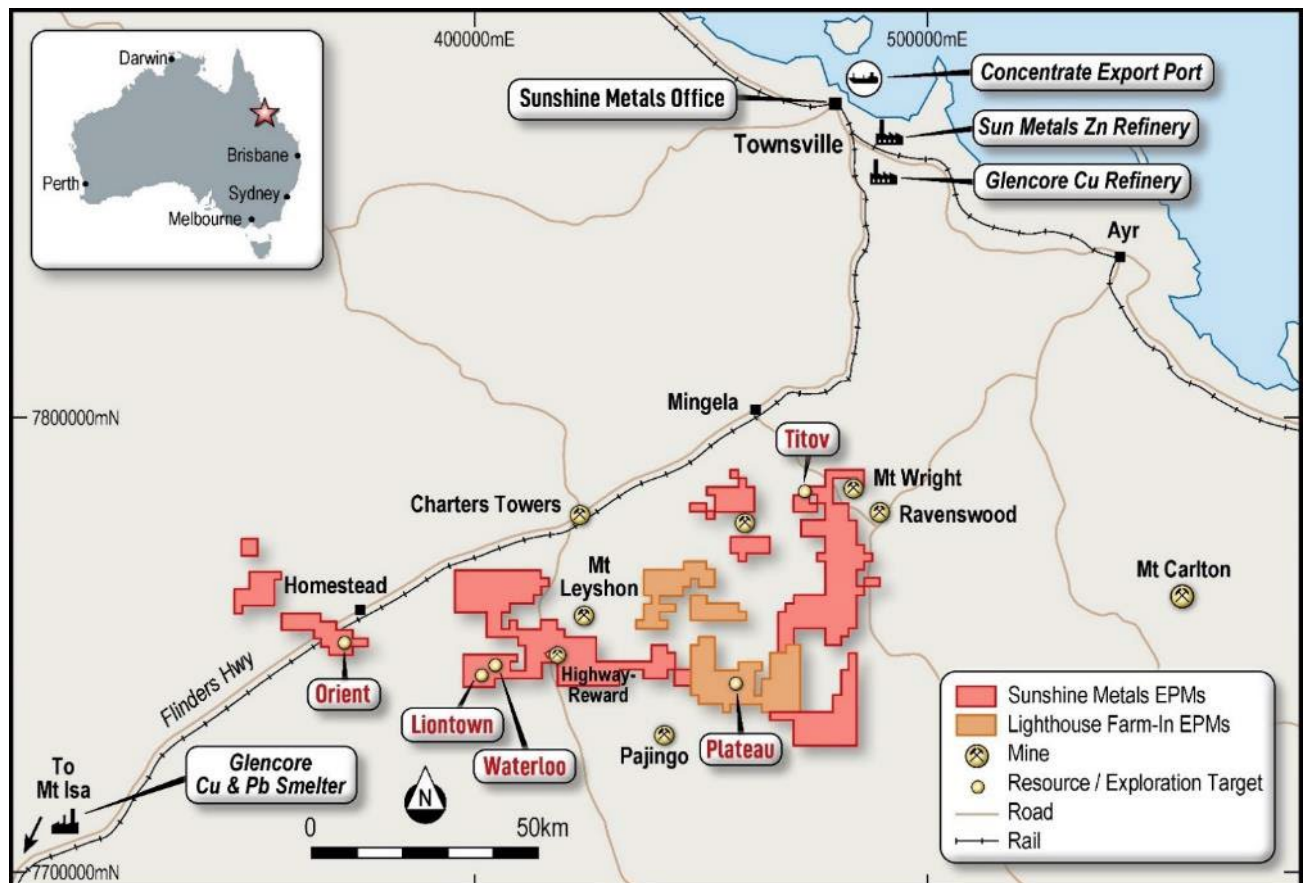 400000mE
500000mE
Darwin
Brisbane
Perth
Sydney
Melbourne
Sunshine Metals Office
Concentrate Export Port
Townsville
Sun Metals Zn Refinery
Glencore Cu Refinery
Ayr
7800000mN
Mingela
Titov
Mt Wright
Ravenswood
Charters Towers
Mt
Leyshon
Mt Carlton
Homestead
Orient
Flinders Hwy
Liontown
Waterloo
Highway-
Reward
Pajingo
Plateau
To
Mt Isa
Glencore
Cu & Pb Smelter
N
0
50km
7700000mN
Sunshine Metals EPMs
Lighthouse Farm-In EPMs
Mine
Resource / Exploration Target
Road
Rail